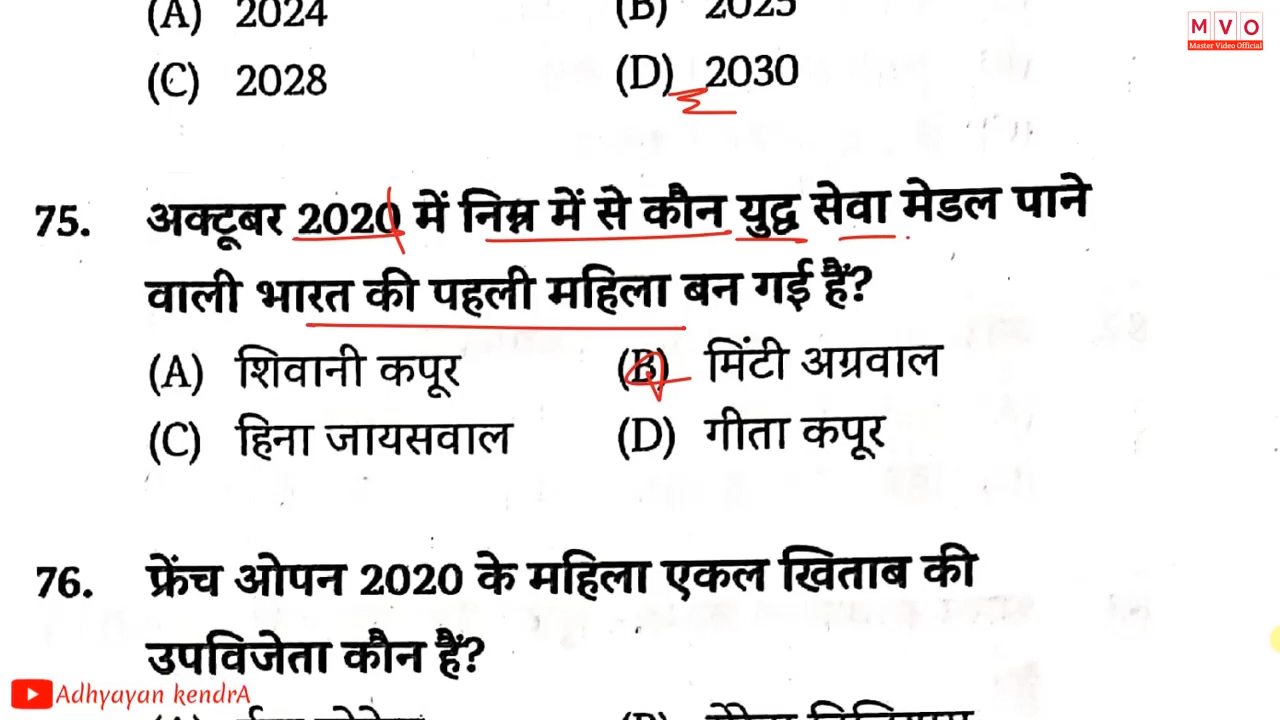 (A) 2024 (B) 2025
M V O
Master Video Official
(C) 2028 (D) 2030
75. अक्टूबर 2020 में निम्न में से कौन युद्ध सेवा मेडल पाने
वाली भारत की पहली महिला बन गई हैं?
(A) शिवानी कपूर (B) मिंटी अग्रवाल
(C) हिना जायसवाल (D) गीता कपूर
76. फ्रेंच ओपन 2020 के महिला एकल खिताब की
उपविजेता कौन हैं?
Adhyayan kendrA